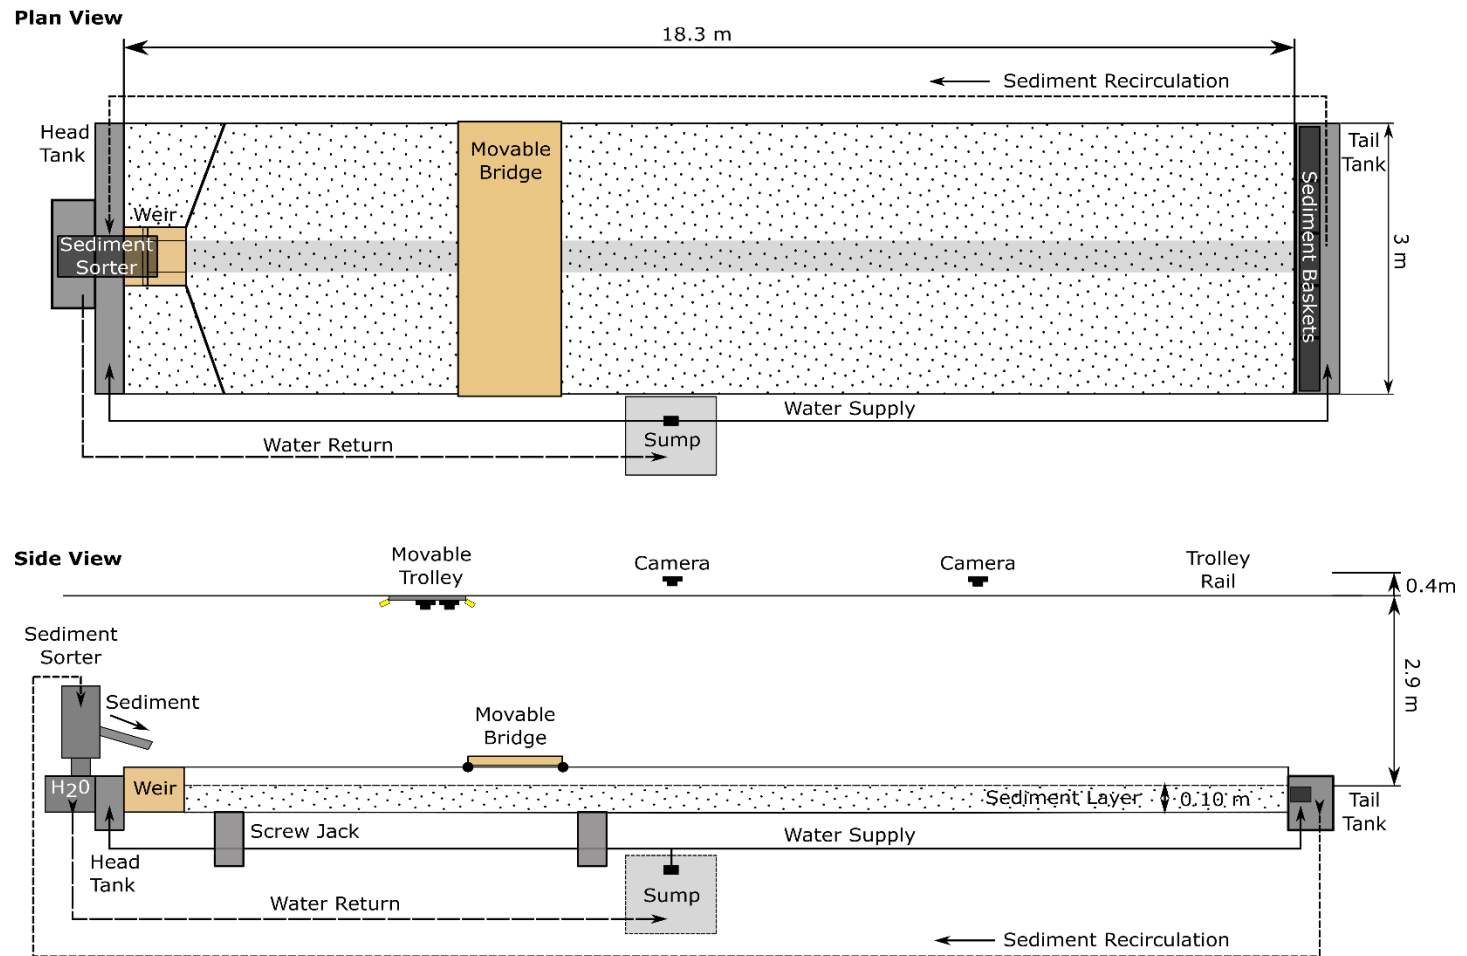 Plan View
18.3 m
Sediment Recirculation
Head
Tank
Movable
Bridge
Tail
Tank
Weir
Sediment
Sorter
Sediment Baskets
3 m
Water Supply
Sump
Water Return
Side View
Movable
Trolley
Camera
Camera
Trolley
Rail
0.4m
Sediment
Sorter
2.9 m
Sediment
Movable
Bridge
H20
Weir
Sediment Layer
0.10 m
Tail
Tank
Screw Jack
Water Supply
Head
Tank
Sump
Water Return
Sediment Recirculation